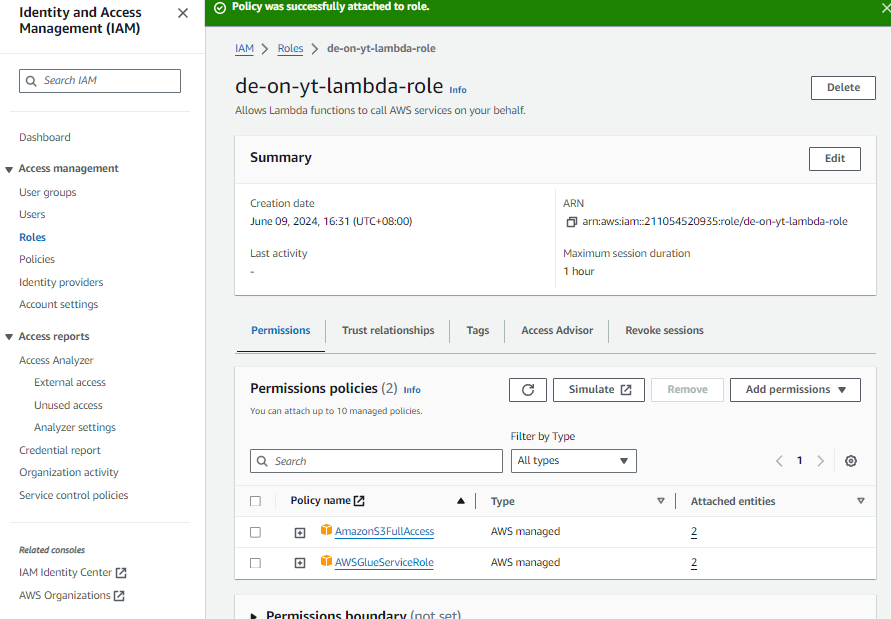 Identity and Access
Management (IAM)
Search IAM
Dashboard
Access management
User groups
Users
Roles
Policies
Identity providers
Account settings
Access reports
Access Analyzer
External access
Unused access
Analyzer settings
Credential report
Organization activity
Service control policies
Related consoles
IAM Identity Center
AWS Organizations
Policy was successfully attached to role.
IAM > Roles > de-on-yt-lambda-role
de-on-yt-lambda-role Info
Delete
Allows Lambda functions to call AWS services on your behalf.
Summary
Edit
Creation date
June 09, 2024, 16:31 (UTC+08:00)
ARN
arn:aws:iam::211054520935:role/de-on-yt-lambda-role
Last activity
-
Maximum session duration
1 hour
Permissions Trust relationships Tags Access Advisor Revoke sessions
Permissions policies (2) Info
Simulate Remove Add permissions
You can attach up to 10 managed policies.
Filter by Type
Search All types 1
Policy name Type Attached entities
AmazonS3FullAccess AWS managed 2
AWSGlueServiceRole AWS managed 2
Permissions boundary (not set)